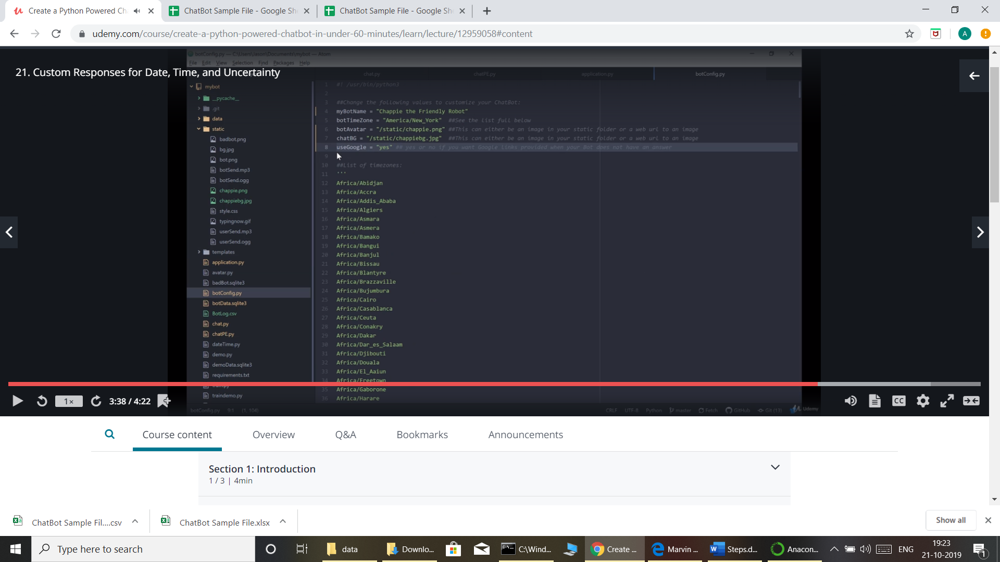 Create a Python Powered Ch
ChatBot Sample File - Google She
ChatBot Sample File - Google She
udemy.com/course/create-a-python-powered-chatbot-in-under-60-minutes/learn/lecture/12959058#content
A
botConfig.py — C:\Users\Jason\Documents\mybot — Atom
File Edit View Selection Find Packages Help
21. Custom Responses for Date, Time, and Uncertainty
chat.py chatPE.py application.py botConfig.py
mybot
__pycache__
.git
data
static
badbot.png
bg.jpg
bot.png
botSend.mp3
botSend.ogg
chappie.png
chappiebg.jpg
style.css
typingnow.gif
userSend.mp3
userSend.ogg
templates
application.py
avatar.py
badBot.sqlite3
botConfig.py
botData.sqlite3
BotLog.csv
chat.py
chatPE.py
dateTime.py
demo.py
demoData.sqlite3
requirements.txt
traindemo.py
1 #! /usr/bin/python3
2
3 ##Change the following values to customize your ChatBot:
4 myBotName = "Chappie the Friendly Robot"
5 botTimeZone = "America/New_York" ##See the list full below
6 botAvatar = "/static/chappie.png" ##This can either be an image in your static folder or a web url to an image
7 chatBG = "/static/chappiebg.jpg" ##This can either be an image in your static folder or a web url to an image
8 useGoogle = "yes" ## yes or no if you want Google links provided when your Bot does not have an answer
9
10 ##List of timezones:
11 '''
12 Africa/Abidjan
13 Africa/Accra
14 Africa/Addis_Ababa
15 Africa/Algiers
16 Africa/Asmara
17 Africa/Asmera
18 Africa/Bamako
19 Africa/Bangui
20 Africa/Banjul
21 Africa/Bissau
22 Africa/Blantyre
23 Africa/Brazzaville
24 Africa/Bujumbura
25 Africa/Cairo
26 Africa/Casablanca
27 Africa/Ceuta
28 Africa/Conakry
29 Africa/Dakar
30 Africa/Dar_es_Salaam
31 Africa/Djibouti
32 Africa/Douala
33 Africa/El_Aaiun
34 Africa/Freetown
35 Africa/Gaborone
36 Africa/Harare
1x 3:38 / 4:22 CC
botConfig.py 9:1 (1, 104) CRLF UTF-8 Python master Fetch GitHub Git (13) Udemy
Course content Overview Q&A Bookmarks Announcements
Section 1: Introduction
1 / 3 | 4min
ChatBot Sample Fil....csv ChatBot Sample File.xlsx Show all
Type here to search data Downlo... C:\Wind... Create ... Marvin ... Steps.d... Anacon... ENG
19:23
21-10-2019
1